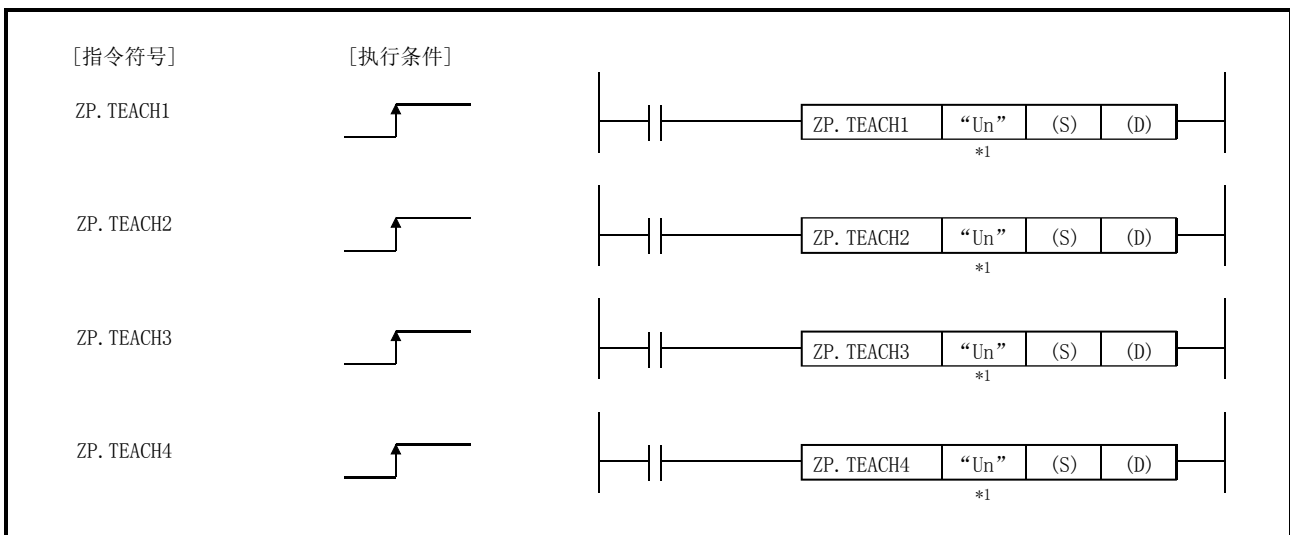 [指令符号] [执行条件]
ZP.TEACH1 ZP.TEACH1 “Un” (S) (D)
*1
ZP.TEACH2 ZP.TEACH2 “Un” (S) (D)
*1
ZP.TEACH3 ZP.TEACH3 “Un” (S) (D)
*1
ZP.TEACH4 ZP.TEACH4 “Un” (S) (D)
*1